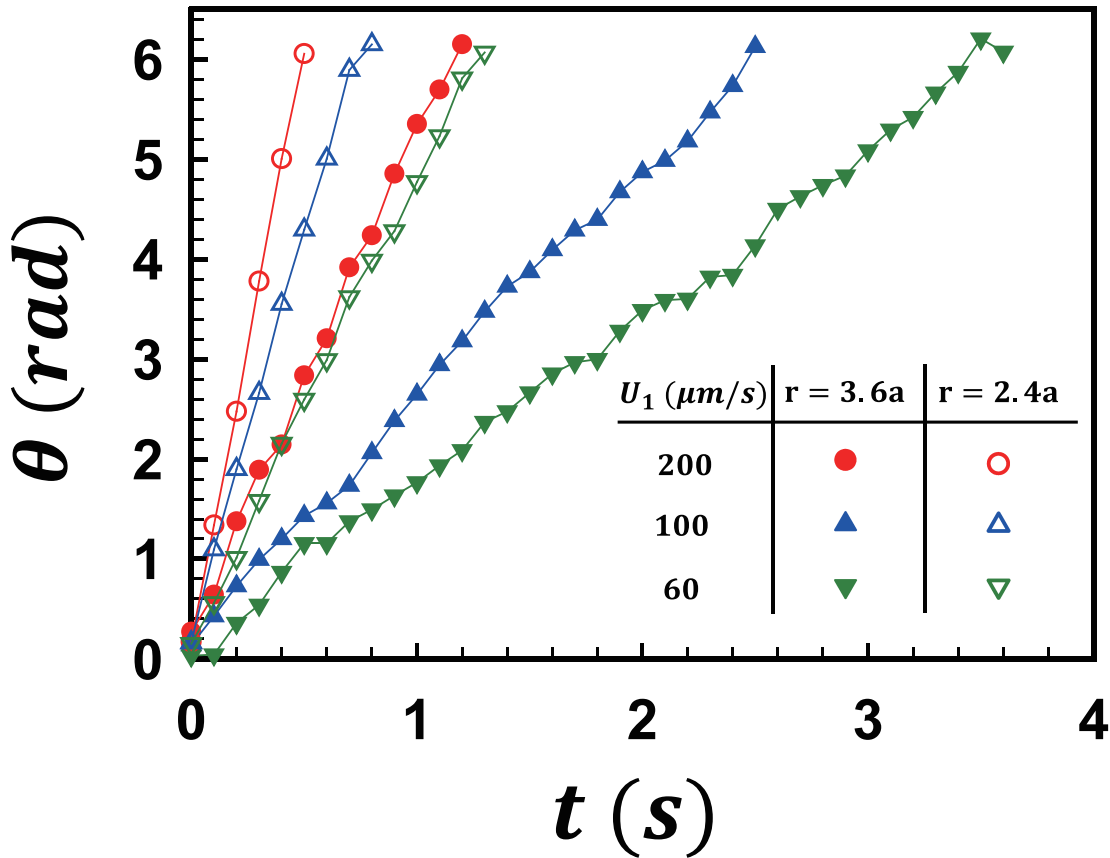 θ (rad)
6
5
4
3
2
1
0
U₁ (μm/s) r = 3.6a r = 2.4a
200
100
60
0 1 2 3 4
t (s)